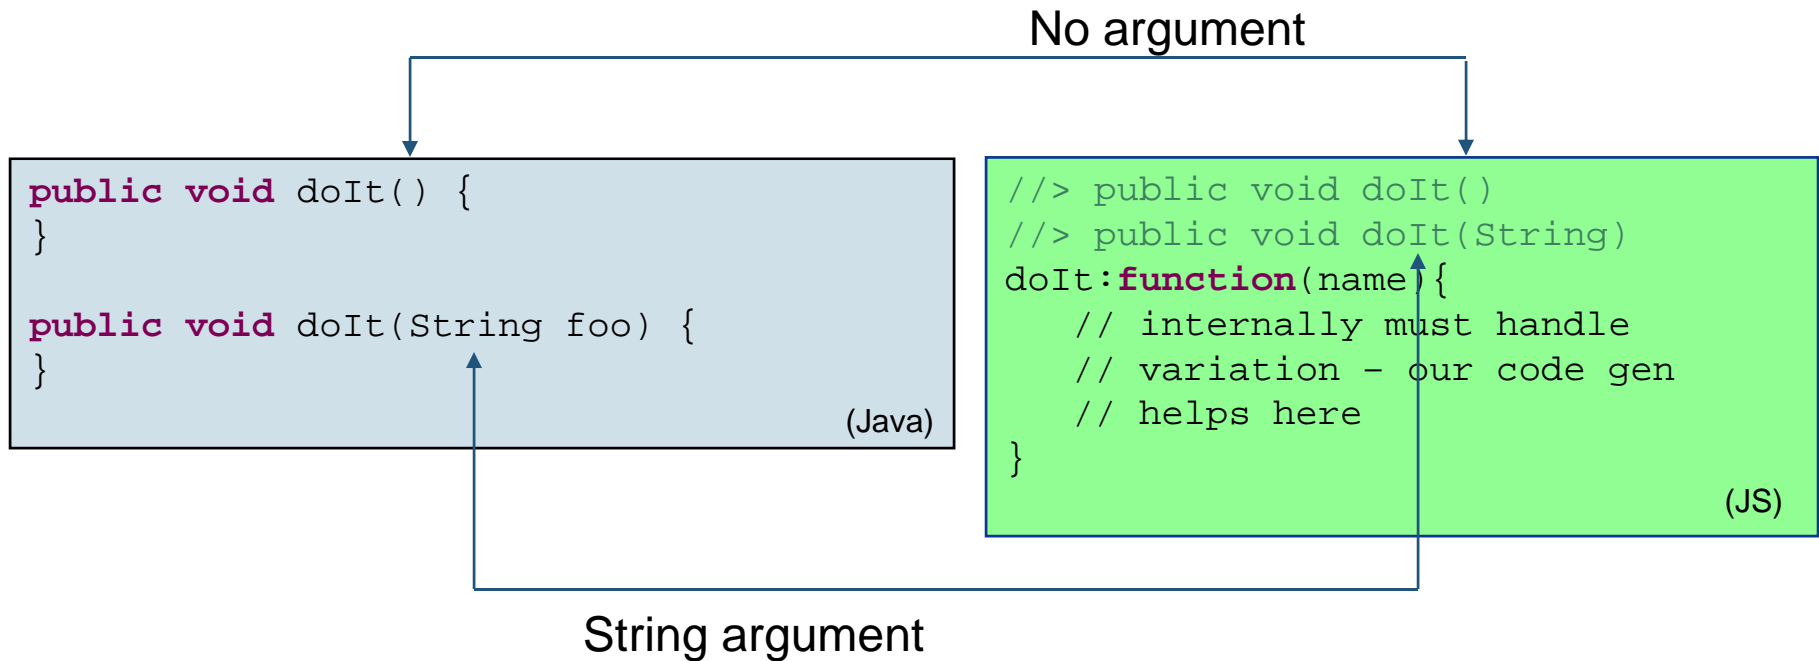 No argument
public void doIt() {
}
public void doIt(String foo) {
}
(Java)
//> public void doIt()
//> public void doIt(String)
doIt:function(name){
// internally must handle
// variation – our code gen
// helps here
}
(JS)
String argument